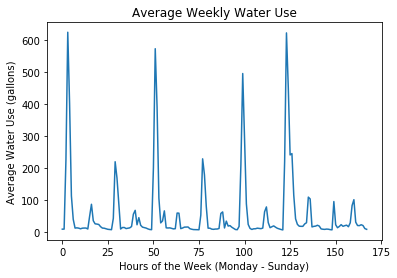 Average Weekly Water Use
Average Water Use (gallons)
600
500
400
300
200
100
0
0 25 50 75 100 125 150 175
Hours of the Week (Monday - Sunday)